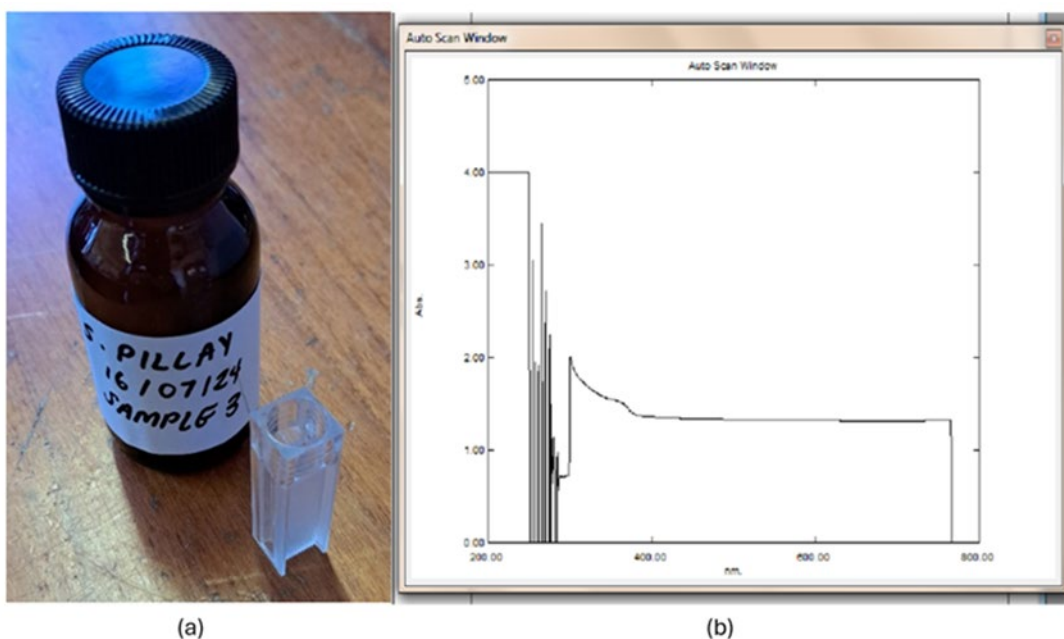 S. PILLAY
16/07/24
SAMPLE 3
Auto Scan Window
Auto Scan Window
5.00
4.00
3.00
2.00
1.00
0.00
Abs.
200.00 400.00 600.00 800.00
nm.
(a)
(b)